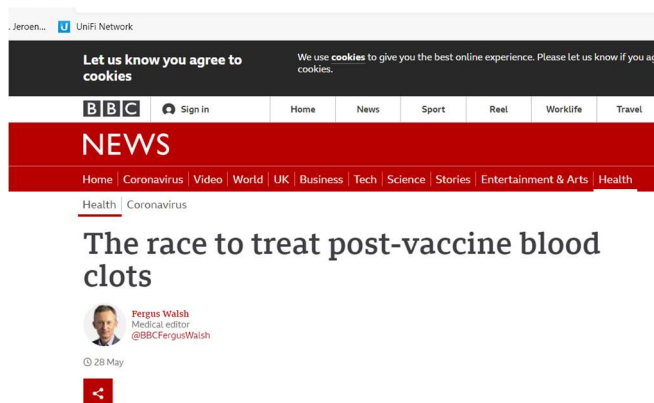 . Jeroen... UniFi Network
Let us know you agree to
cookies
We use cookies to give you the best online experience. Please let us know if you
cookies.
BBC Sign in Home News Sport Reel Worklife Travel
NEWS
Home Coronavirus Video World UK Business Tech Science Stories Entertainment & Arts Health
Health Coronavirus
The race to treat post-vaccine blood
clots
Fergus Walsh
Medical editor
@BBCFergusWalsh
28 May